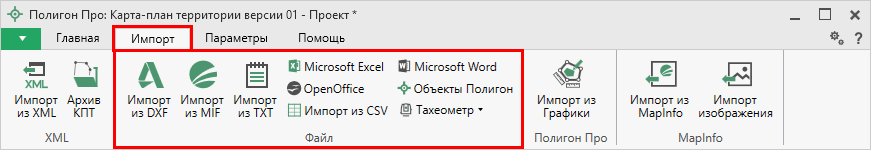 Полигон Про: Карта-план территории версии 01 - Проект *
Главная Импорт Параметры Помощь ?
XML
Импорт из XML
Архив КПТ
Импорт из DXF
Импорт из MIF
Импорт из TXT
Microsoft Excel
OpenOffice
Импорт из CSV
Microsoft Word
Объекты Полигон
Тахеометр
Импорт из Графики
Импорт из MapInfo
Импорт изображения
XML Файл Полигон Про MapInfo